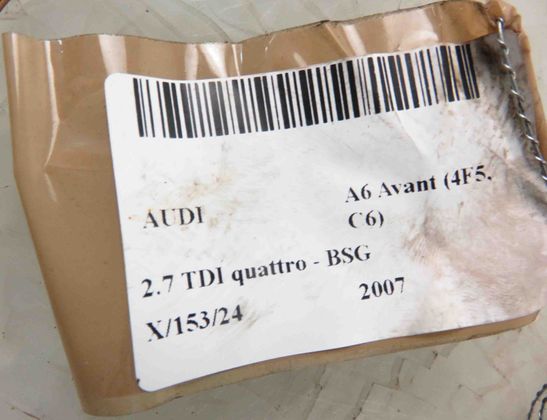 AUDI
A6 Avant (4F5,
C6)
2.7 TDI quattro - BSG
X/153/24
2007